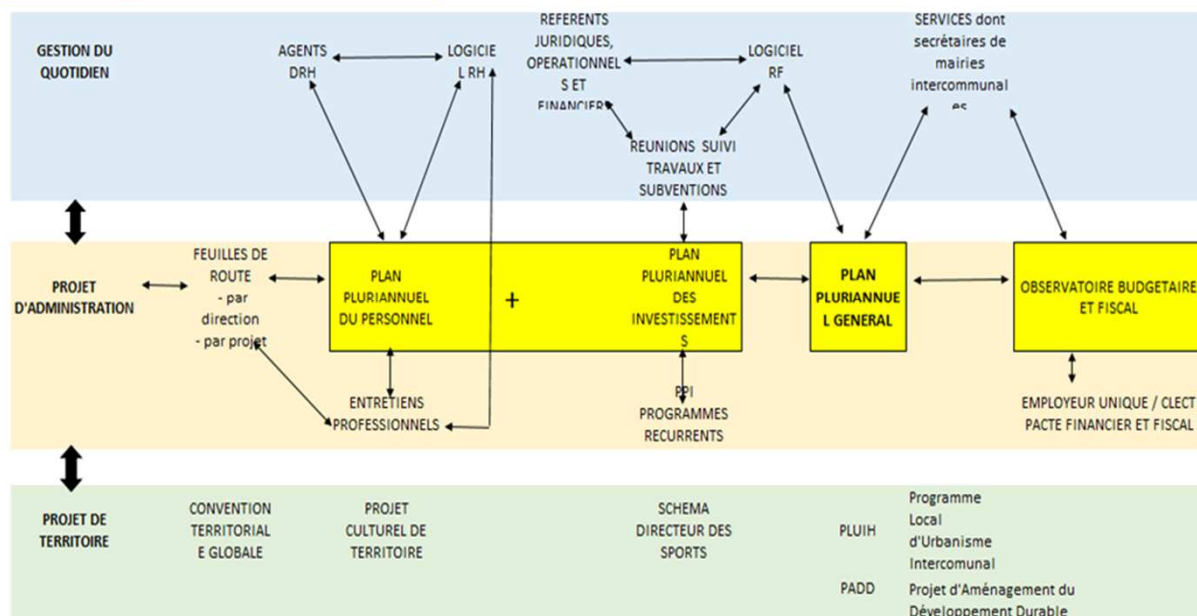 GESTION DU
QUOTIDIEN
AGENTS
DRH
LOGICIE
L RH
REFERENTS
JURIDIQUES,
OPERATIONNEL
S ET
FINANCIERS
LOGICIEL
RF
SERVICES dont
secrétaires de
mairies
intercommunal
es
REUNIONS SUIVI
TRAVAUX ET
SUBVENTIONS
PROJET
D'ADMINISTRATION
FEUILLES DE
ROUTE
- par
direction
- par projet
PLAN
PLURIANNUEL
DU PERSONNEL
+
PLAN
PLURIANNUEL
DES
INVESTISSEMENT
S
PLAN
PLURIANNUE
L GENERAL
OBSERVATOIRE BUDGETAIRE
ET FISCAL
ENTRETIENS
PROFESSIONNELS
PPI
PROGRAMMES
RECURRENTS
EMPLOYEUR UNIQUE / CLECT
PACTE FINANCIER ET FISCAL
PROJET DE
TERRITOIRE
CONVENTION
TERRITORIAL
E GLOBALE
PROJET
CULTUREL DE
TERRITOIRE
SCHEMA
DIRECTEUR DES
SPORTS
PLUIH
Programme
Local
d'Urbanisme
Intercomunal
PADD
Projet d'Aménagement du
Développement Durable